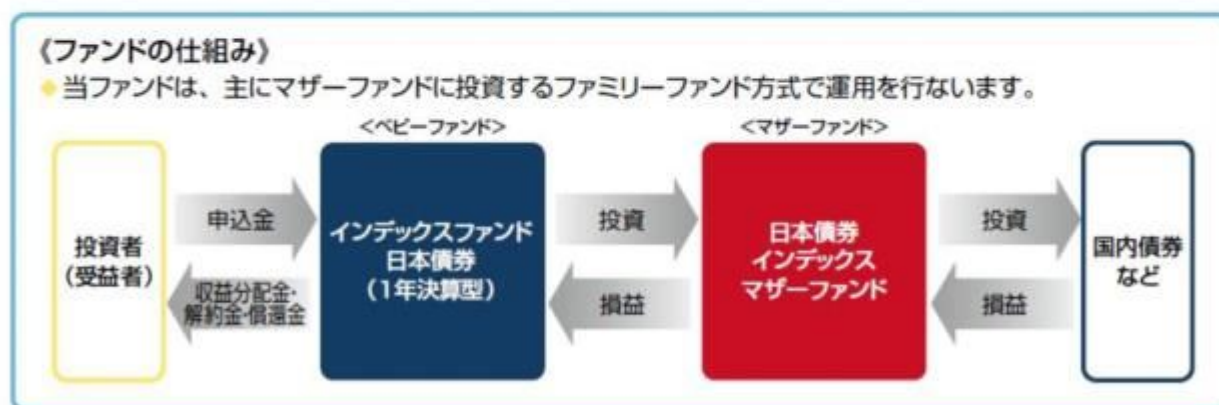 《ファンドの仕組み》
◆当ファンドは、主にマザーファンドに投資するファミリーファンド方式で運用を行ないます。
<ベビーファンド>
<マザーファンド>
投資者
(受益者)
申込金
収益分配金・
解約金・償還金
インデックスファンド
日本債券
(1年決算型)
投資
損益
日本債券
インデックス
マザーファンド
投資
損益
国内債券
など